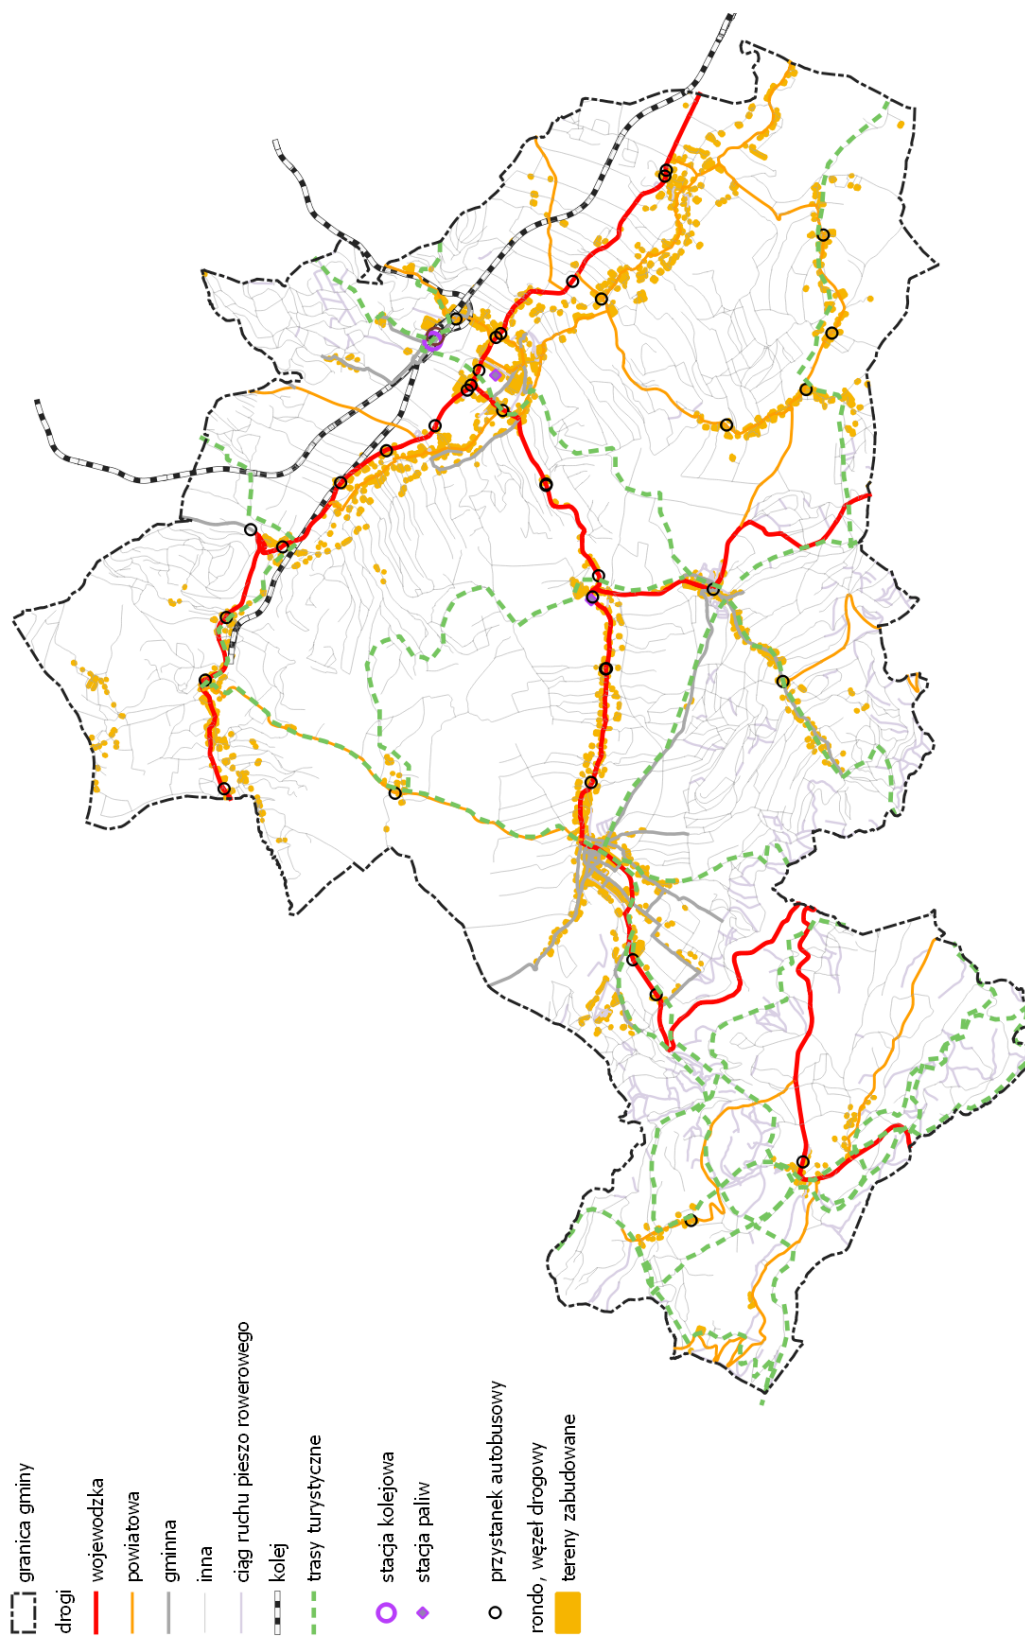 granica gminy
drogi
wojewodzka
powiatowa
gminna
inna
ciąg ruchu pieszo rowerowego
kolej
trasy turystyczne
stacja kolejowa
stacja paliw
przystanek autobusowy
rondo, węzeł drogowy
tereny zabudowane